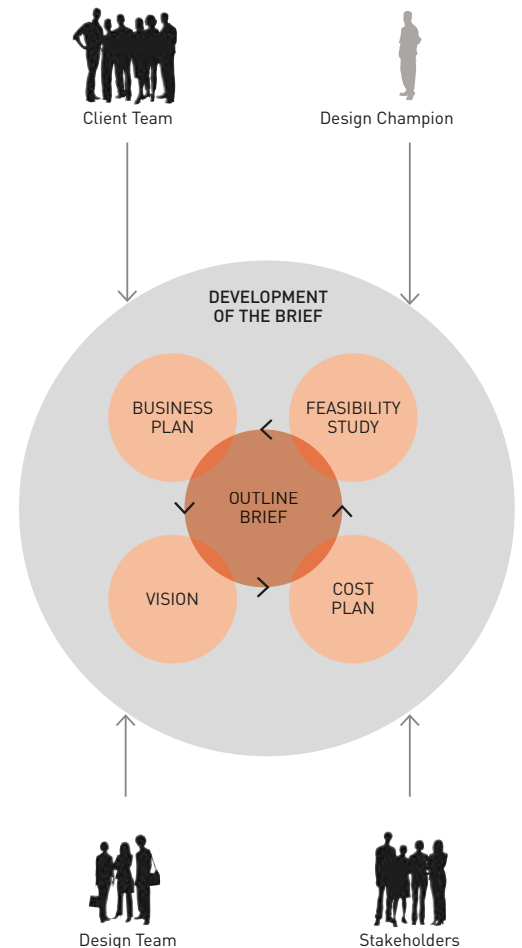 Client Team
Design Champion
DEVELOPMENT
OF THE BRIEF
BUSINESS
PLAN
FEASIBILITY
STUDY
OUTLINE
BRIEF
VISION
COST
PLAN
Design Team
Stakeholders